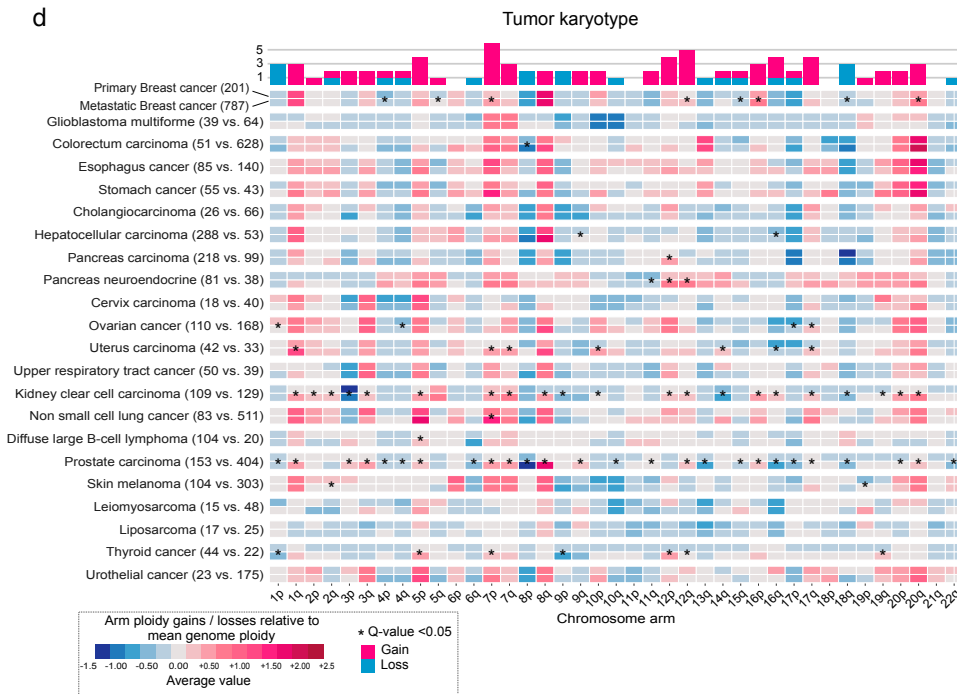 d
Tumor karyotype
5
3
1
Primary Breast cancer (201)
Metastatic Breast cancer (787)
Glioblastoma multiforme (39 vs. 64)
Colorectum carcinoma (51 vs. 628)
Esophagus cancer (85 vs. 140)
Stomach cancer (55 vs. 43)
Cholangiocarcinoma (26 vs. 66)
Hepatocellular carcinoma (288 vs. 53)
Pancreas carcinoma (218 vs. 99)
Pancreas neuroendocrine (81 vs. 38)
Cervix carcinoma (18 vs. 40)
Ovarian cancer (110 vs. 168)
Uterus carcinoma (42 vs. 33)
Upper respiratory tract cancer (50 vs. 39)
Kidney clear cell carcinoma (109 vs. 129)
Non small cell lung cancer (83 vs. 511)
Diffuse large B-cell lymphoma (104 vs. 20)
Prostate carcinoma (153 vs. 404)
Skin melanoma (104 vs. 303)
Leiomyosarcoma (15 vs. 48)
Liposarcoma (17 vs. 25)
Thyroid cancer (44 vs. 22)
Urothelial cancer (23 vs. 175)
1p 1q 2p 2q 3p 3q 4p 4q 5p 5q 6p 6q 7p 7q 8p 8q 9p 9q 10p 10q 11p 11q 12p 12q 13q 14q 15q 16p 16q 17p 17q 18p 18q 19p 19q 20p 20q 21q 22q
Chromosome arm
Arm ploidy gains / losses relative to
mean genome ploidy
-1.5 -1.00 -0.50 0.00 +0.50 +1.00 +1.50 +2.00 +2.5
Average value
* Q-value <0.05
Gain
Loss